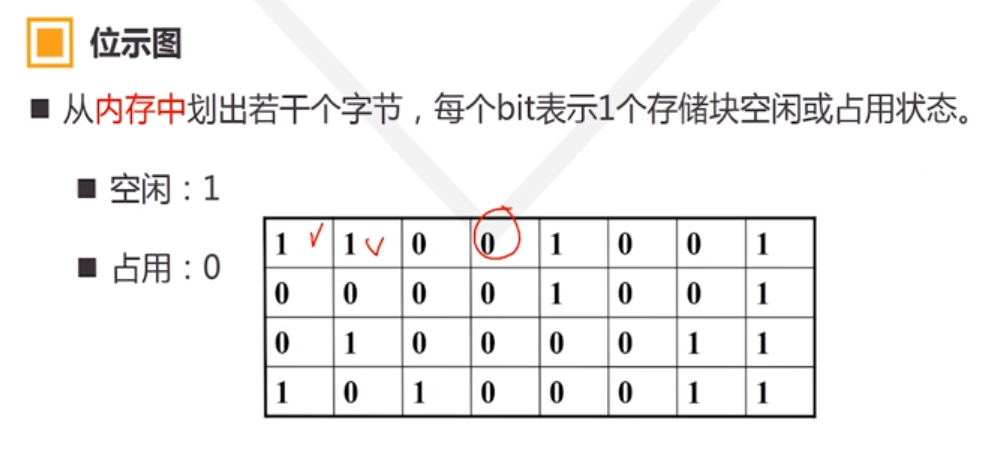 位示图
■ 从内存中划出若干个字节，每个bit表示1个存储块空闲或占用状态。
■ 空闲：1
■ 占用：0
1 1 0 0 1 0 0 1
0 0 0 0 1 0 0 1
0 1 0 0 0 0 1 1
1 0 1 0 0 0 1 1